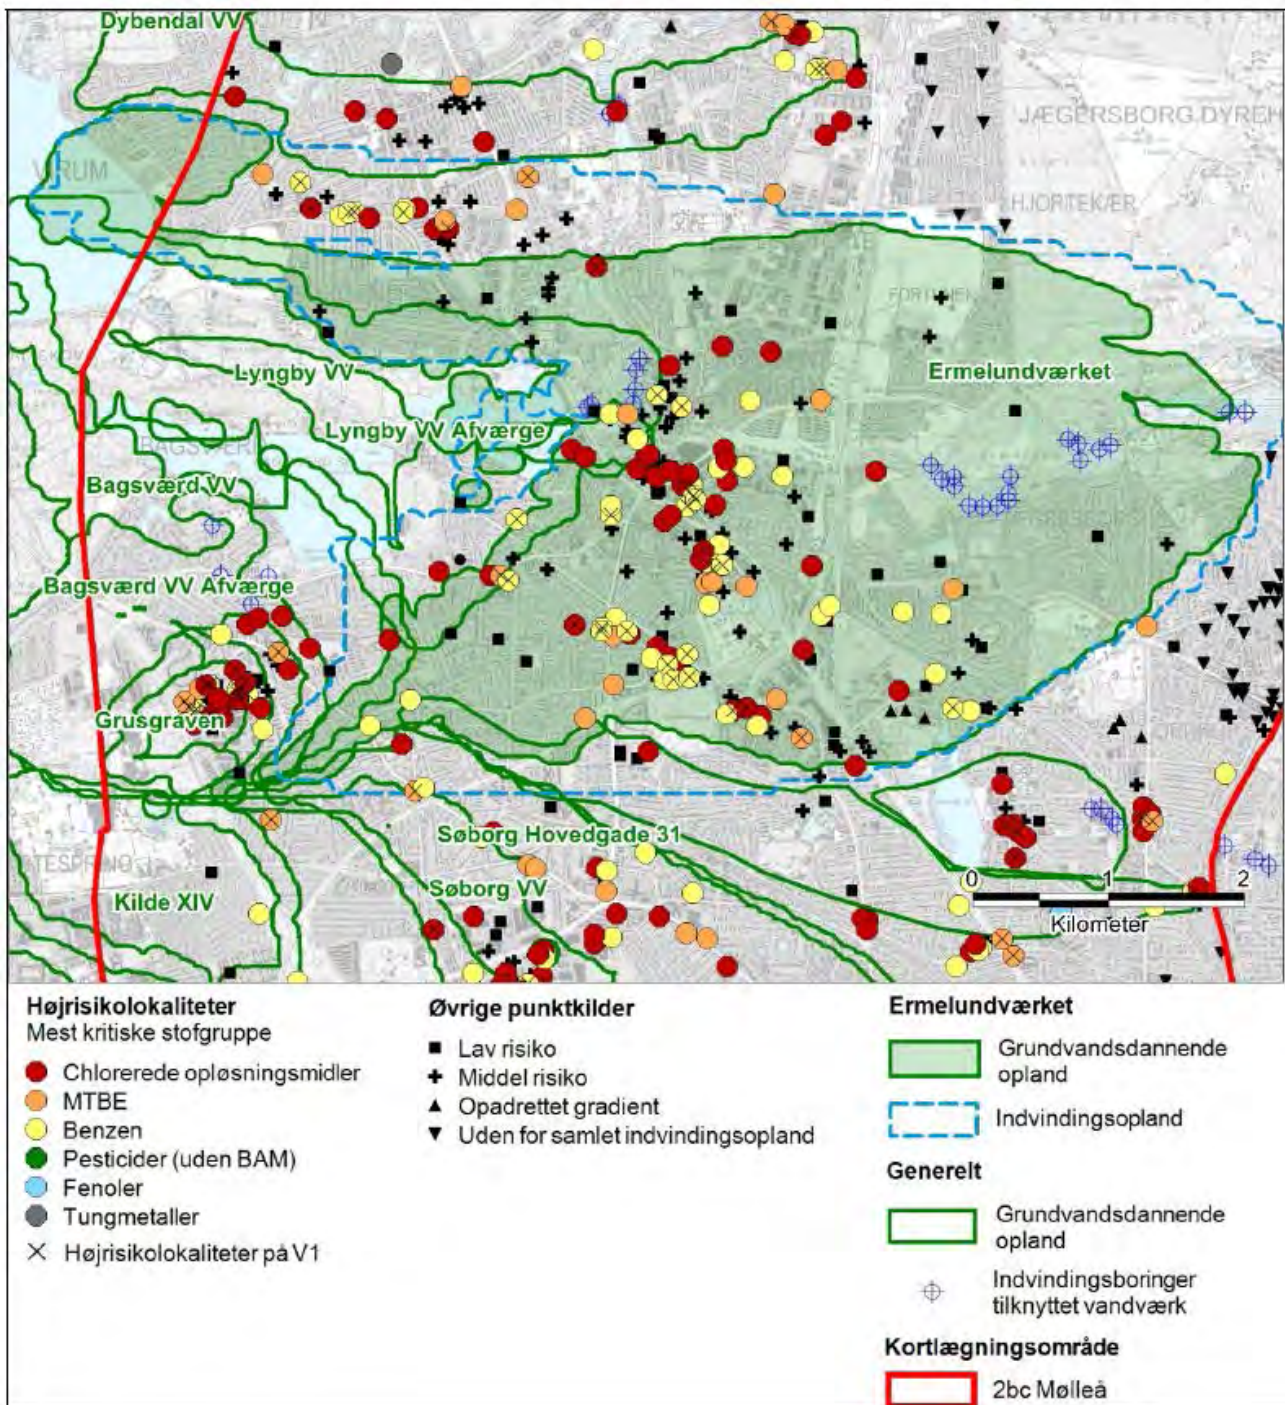 Dybendal VV
JÆGERSBORG DYREH
VIRUM
HJORTEKÆR
FORTUNEN
Lyngby VV
Ermelundværket
Lyngby VV Afværge
BAGSVÆRD
Bagsværd VV
Bagsværd VV Afværge
Grusgraven
Søborg Hovedgade 31
Søborg VV
Kilde XIV
0 1 2
Kilometer
Højrisikolokaliteter
Mest kritiske stofgruppe
Chlorerede opløsningsmidler
MTBE
Benzen
Pesticider (uden BAM)
Fenoler
Tungmetaller
Højrisikolokaliteter på V1
Øvrige punktkilder
Lav risiko
Middel risiko
Opadrettet gradient
Uden for samlet indvindingsopland
Ermelundværket
Grundvandsdannende
opland
Indvindingsopland
Generelt
Grundvandsdannende
opland
Indvindingsboringer
tilknyttet vandværk
Kortlægningsområde
2bc Mølleå